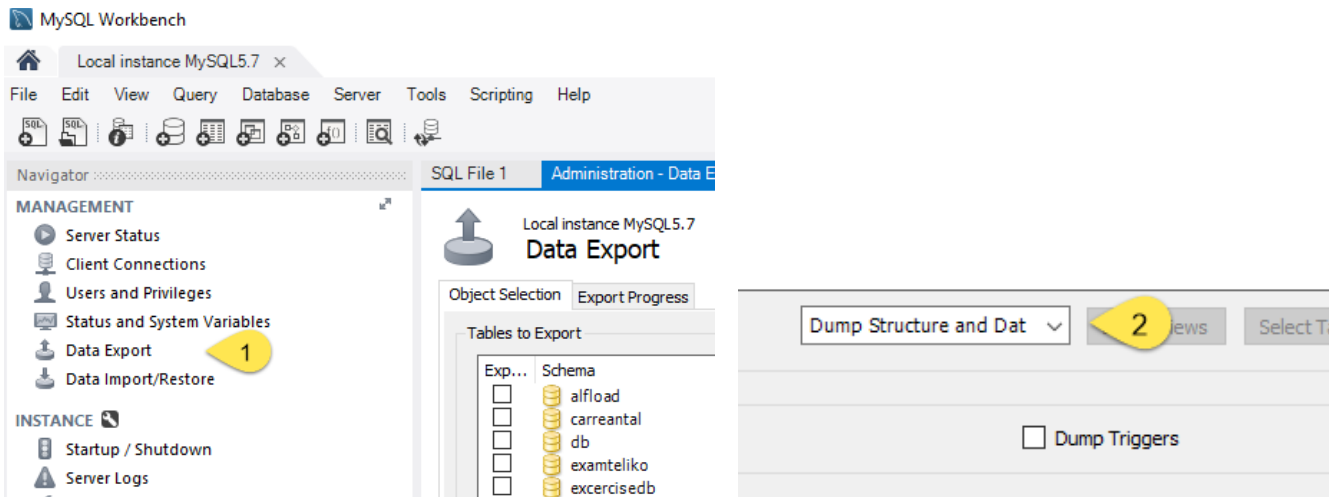 MySQL Workbench
Local instance MySQL5.7 ×
File Edit View Query Database Server Tools Scripting Help
SQL SQL
Navigator
SQL File 1 Administration - Data E
MANAGEMENT
Server Status
Client Connections
Users and Privileges
Status and System Variables
Data Export 1
Data Import/Restore
INSTANCE
Startup / Shutdown
Server Logs
Local instance MySQL5.7
Data Export
Object Selection Export Progress
Tables to Export
Exp... Schema
alfload
carreantal
db
examteliko
excercisedb
Dump Structure and Dat 2 iews Select T
Dump Triggers